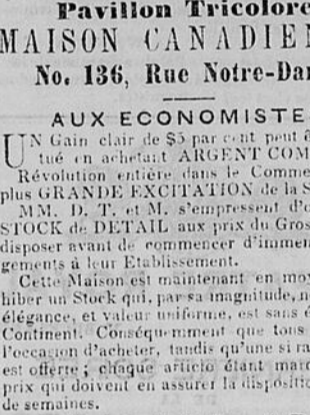 Pavillon Tricolore
MAISON CANADIEN
No. 136, Rue Notre-Dam
AUX ECONOMISTE
UN Gain clair de $5 par cent peut ê
tué en achetant ARGENT COM
Révolution entière dans le Comme
plus GRANDE EXCITATION de la S
MM. D. T. et M. s'empressent d'o
STOCK de DETAIL aux prix du Gros
disposer avant de commencer d'immen
gements à leur Etablissement.
Cette Maison est maintenant en moy
hiber un Stock qui, par sa magnitude, n
élégance, et valeur uniforme, est sans é
Continent. Conséquemment que tous
l'occasion d'acheter, tandis qu'une si ra
est offerte ; chaque article étant marq
prix qui doivent en assurer la dispositio
de semaines.